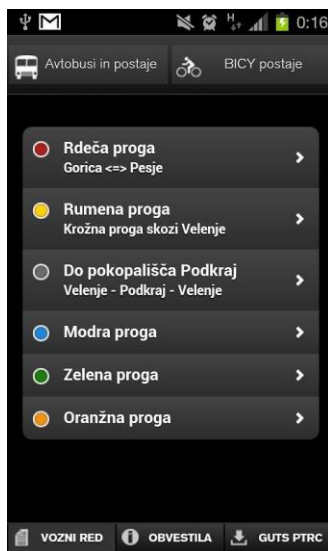 H+ 0:16
Avtobusi in postaje BICY postaje
Rdeča proga
Gorica <=> Pesje
Rumena proga
Krožna proga skozi Velenje
Do pokopališča Podkraj
Velenje - Podkraj - Velenje
Modra proga
Zelena proga
Oranžna proga
VOZNI RED OBVESTILA GUTS PTRC